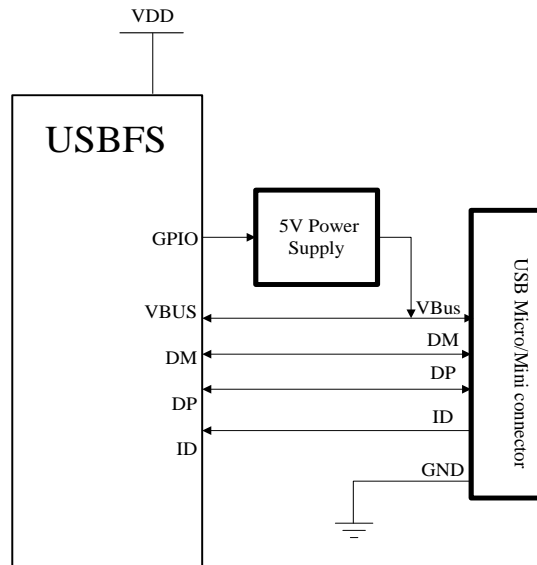 VDD
USBFS
GPIO
5V Power
Supply
VBUS
VBus
DM
DM
DP
DP
ID
ID
GND
USB Micro/Mini connector